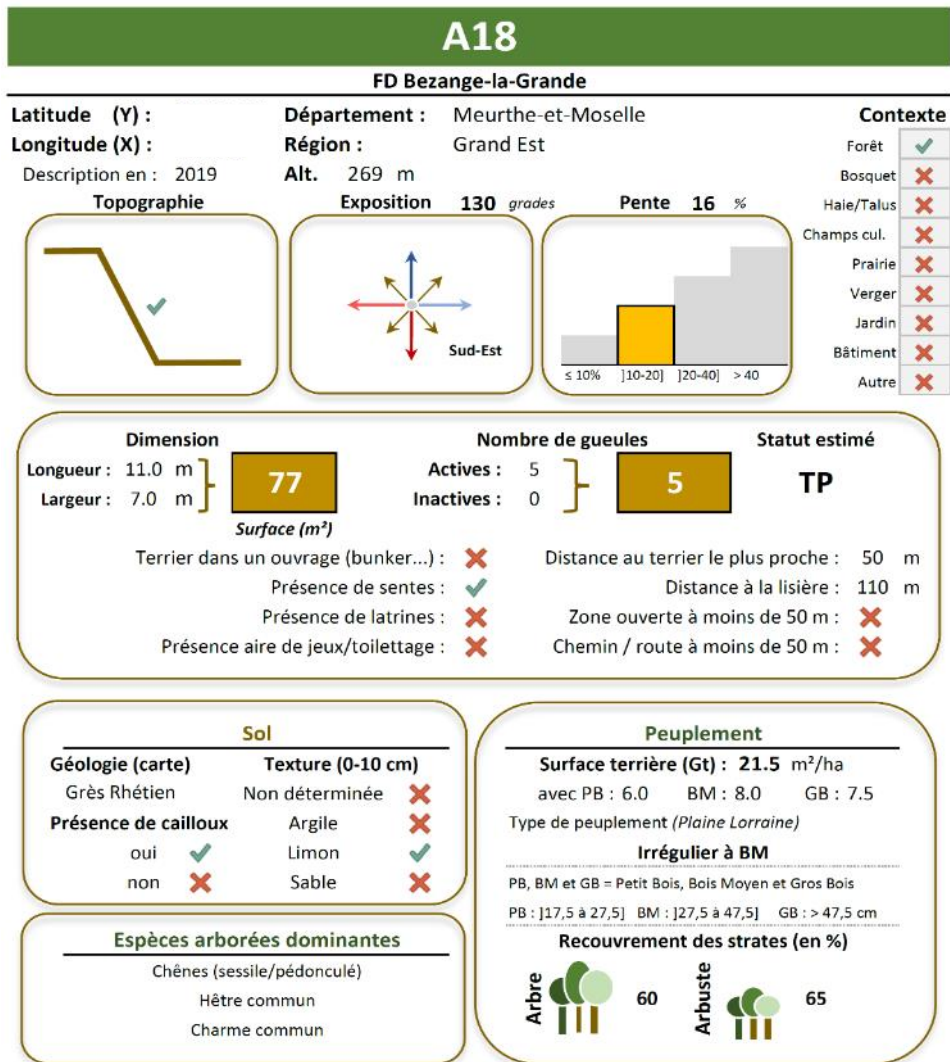 A18
FD Bezange-la-Grande
Latitude (Y) : Département : Meurthe-et-Moselle Contexte
Longitude (X) : Région : Grand Est Forêt
Description en : 2019 Alt. 269 m Bosquet
Topographie Exposition 130 grades Pente 16 % Haie/Talus
Champs cul.
Prairie
Verger
Jardin
Sud-Est Bâtiment
≤ 10% ]10-20] ]20-40] > 40 Autre
Dimension Nombre de gueules Statut estimé
Longueur : 11.0 m Actives : 5
77 5 TP
Largeur : 7.0 m Inactives : 0
Surface (m²)
Terrier dans un ouvrage (bunker...) : Distance au terrier le plus proche : 50 m
Présence de sentes : Distance à la lisière : 110 m
Présence de latrines : Zone ouverte à moins de 50 m :
Présence aire de jeux/toilettage : Chemin / route à moins de 50 m :
Sol
Géologie (carte) Texture (0-10 cm)
Grès Rhétien Non déterminée
Présence de cailloux Argile
oui Limon
non Sable
Espèces arborées dominantes
Chênes (sessile/pédonculé)
Hêtre commun
Charme commun
Peuplement
Surface terrière (Gt) : 21.5 m²/ha
avec PB : 6.0 BM : 8.0 GB : 7.5
Type de peuplement (Plaine Lorraine)
Irrégulier à BM
PB, BM et GB = Petit Bois, Bois Moyen et Gros Bois
PB : ]17,5 à 27,5] BM : ]27,5 à 47,5] GB : > 47,5 cm
Recouvrement des strates (en %)
Arbre 60 Arbuste 65